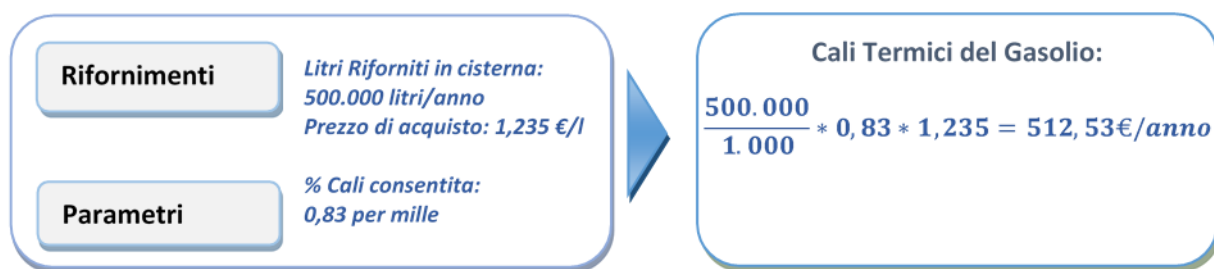 Rifornimenti
Litri Riforniti in cisterna:
500.000 litri/anno
Prezzo di acquisto: 1,235 €/l
Parametri
% Cali consentita:
0,83 per mille
Cali Termici del Gasolio:
500.000
1.000
* 0,83 * 1,235 = 512,53€/anno